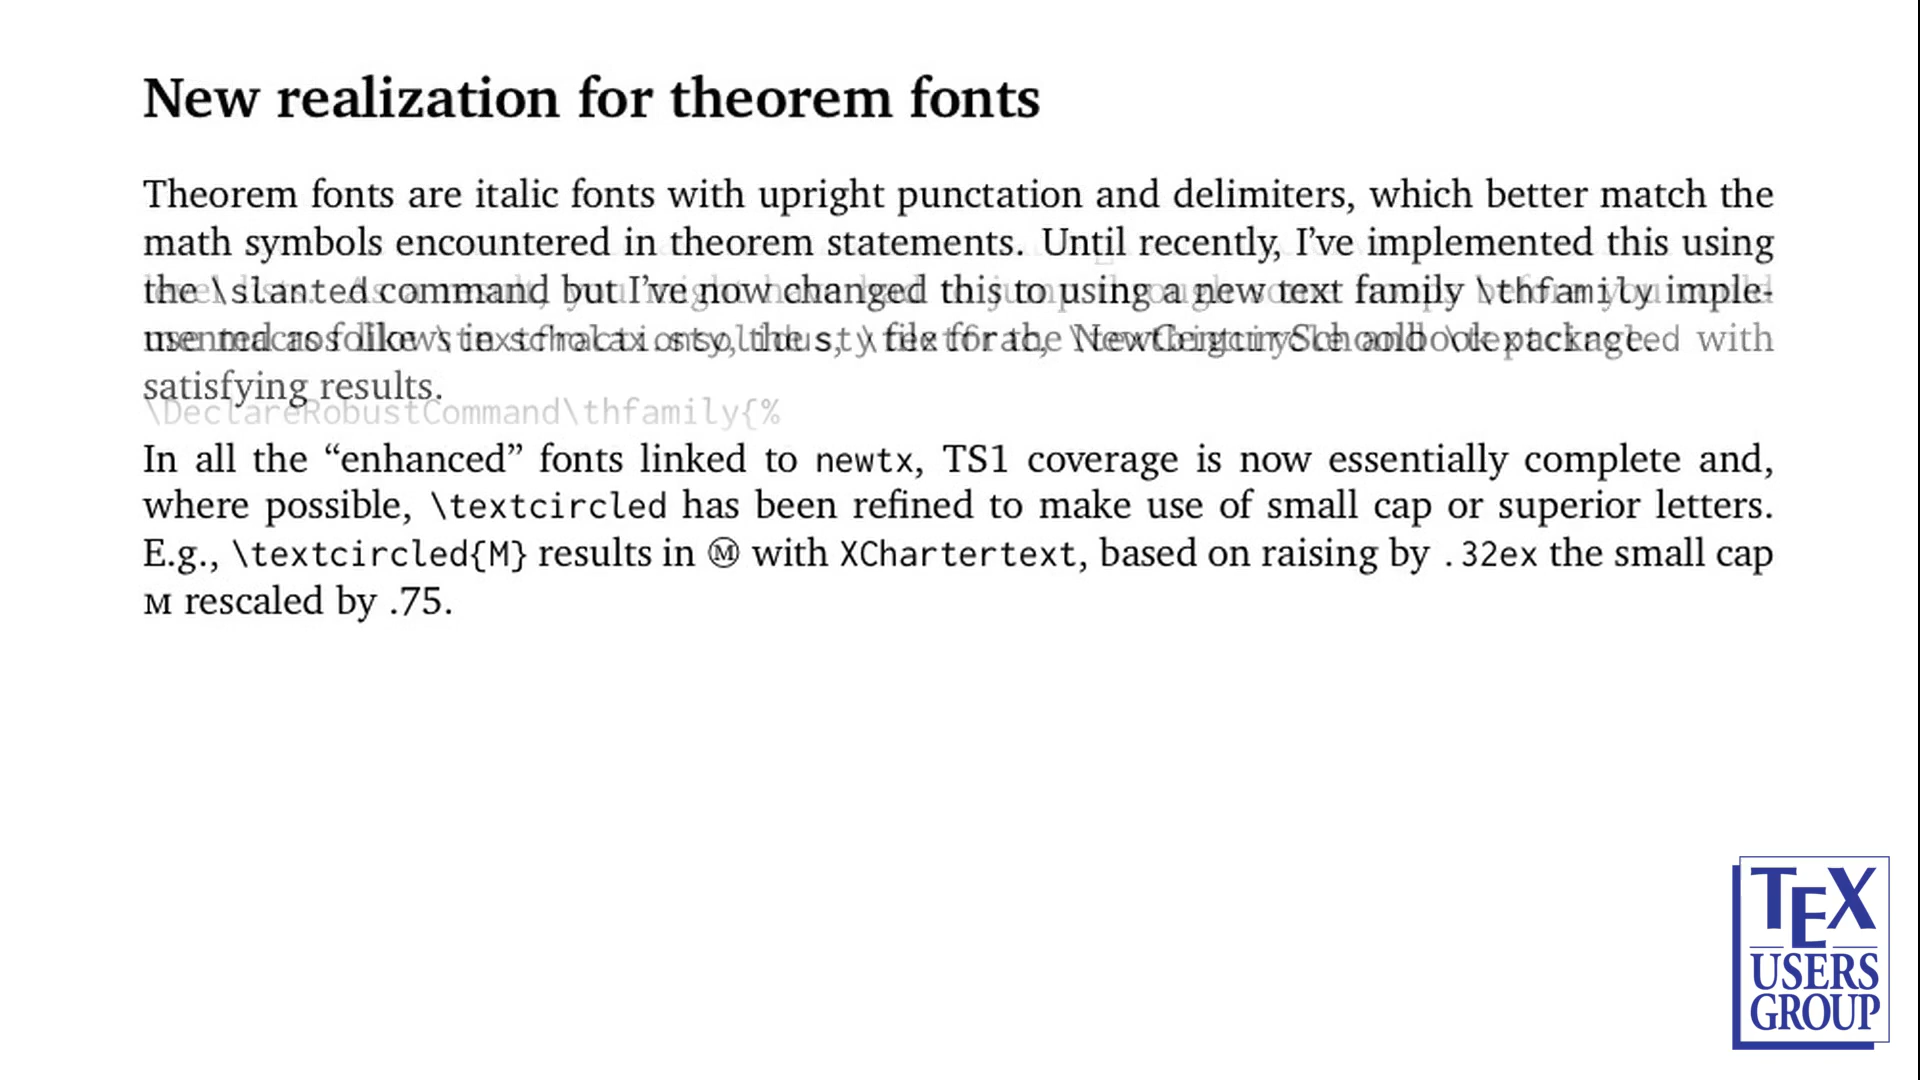 New realization for theorem fonts
Theorem fonts are italic fonts with upright punctation and delimiters, which better match the
math symbols encountered in theorem statements. Until recently, I’ve implemented this using
the \slanted command but I’ve now changed this to using a new text family \thfamily imple-
mented as follows in the .sty file for the NewCenturySchoolbook package. with
satisfying results.
\DeclareRobustCommand\thfamily{%
In all the “enhanced” fonts linked to newtx, TS1 coverage is now essentially complete and,
where possible, \textcircled has been refined to make use of small cap or superior letters.
E.g., \textcircled{M} results in Ⓜ with XChartertext, based on raising by .32ex the small cap
ᴍ rescaled by .75.
TEX
USERS
GROUP